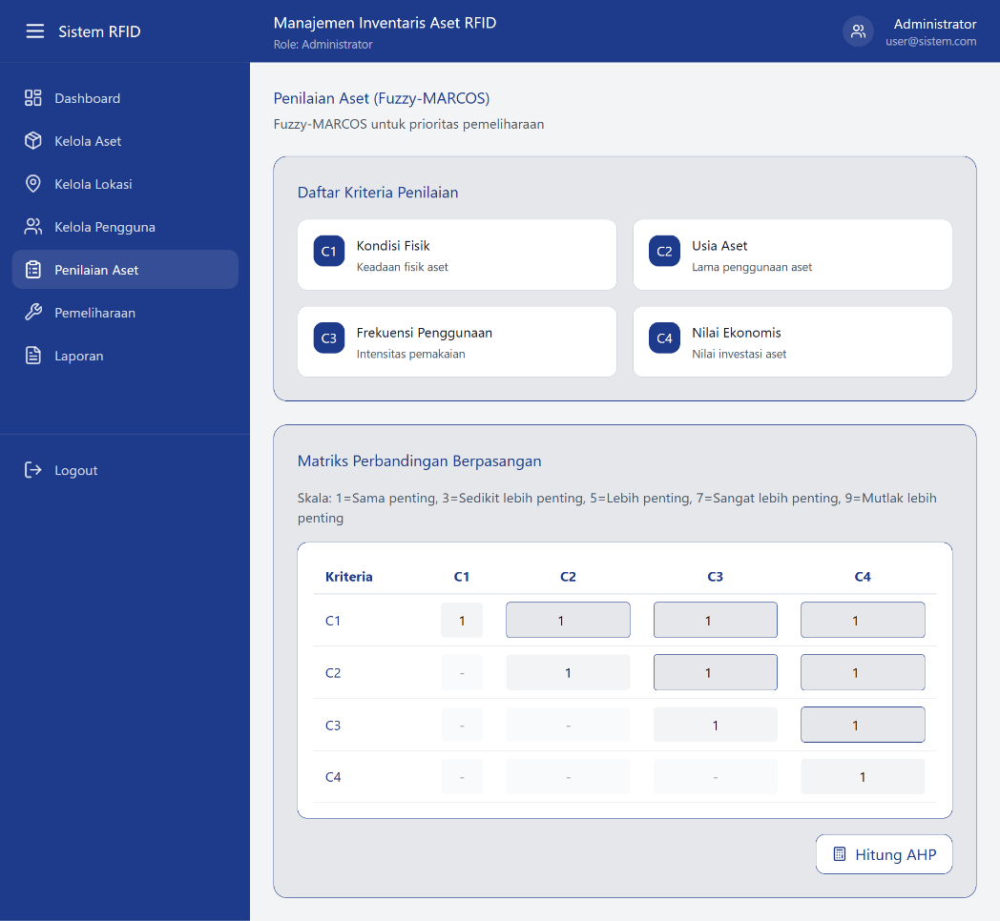 Sistem RFID
Manajemen Inventaris Aset RFID
Role: Administrator
Administrator
user@sistem.com
Dashboard
Kelola Aset
Kelola Lokasi
Kelola Pengguna
Penilaian Aset
Pemeliharaan
Laporan
Logout
Penilaian Aset (Fuzzy-MARCOS)
Fuzzy-MARCOS untuk prioritas pemeliharaan
Daftar Kriteria Penilaian
C1
Kondisi Fisik
Keadaan fisik aset
C2
Usia Aset
Lama penggunaan aset
C3
Frekuensi Penggunaan
Intensitas pemakaian
C4
Nilai Ekonomis
Nilai investasi aset
Matriks Perbandingan Berpasangan
Skala: 1=Sama penting, 3=Sedikit lebih penting, 5=Lebih penting, 7=Sangat lebih penting, 9=Mutlak lebih
penting
Kriteria C1 C2 C3 C4
C1 1 1 1 1
C2 - 1 1 1
C3 - - 1 1
C4 - - - 1
Hitung AHP